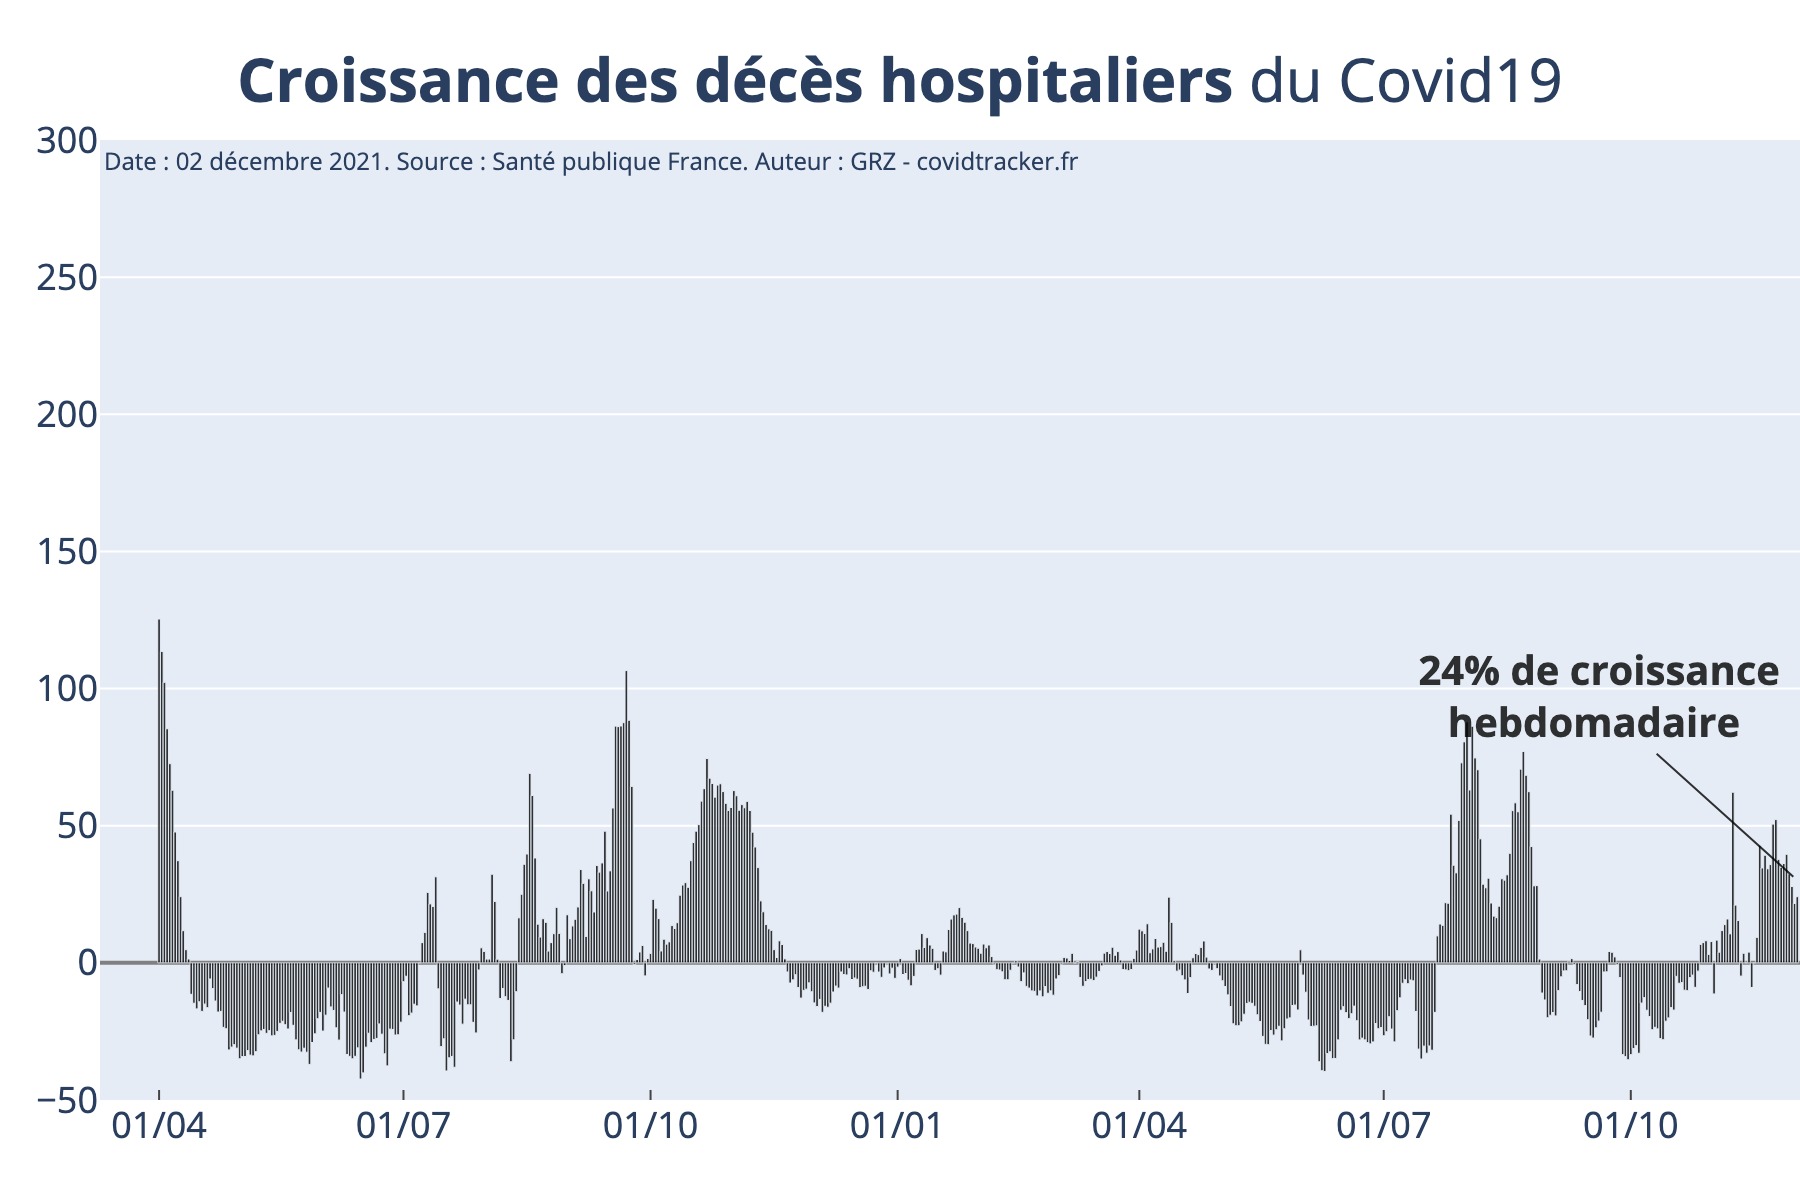 Croissance des décès hospitaliers du Covid19
300
Date : 02 décembre 2021. Source : Santé publique France. Auteur : GRZ - covidtracker.fr
250
200
150
24% de croissance
100
hebdomadaire
50
0
−50
01/04 01/07 01/10 01/01 01/04 01/07 01/10